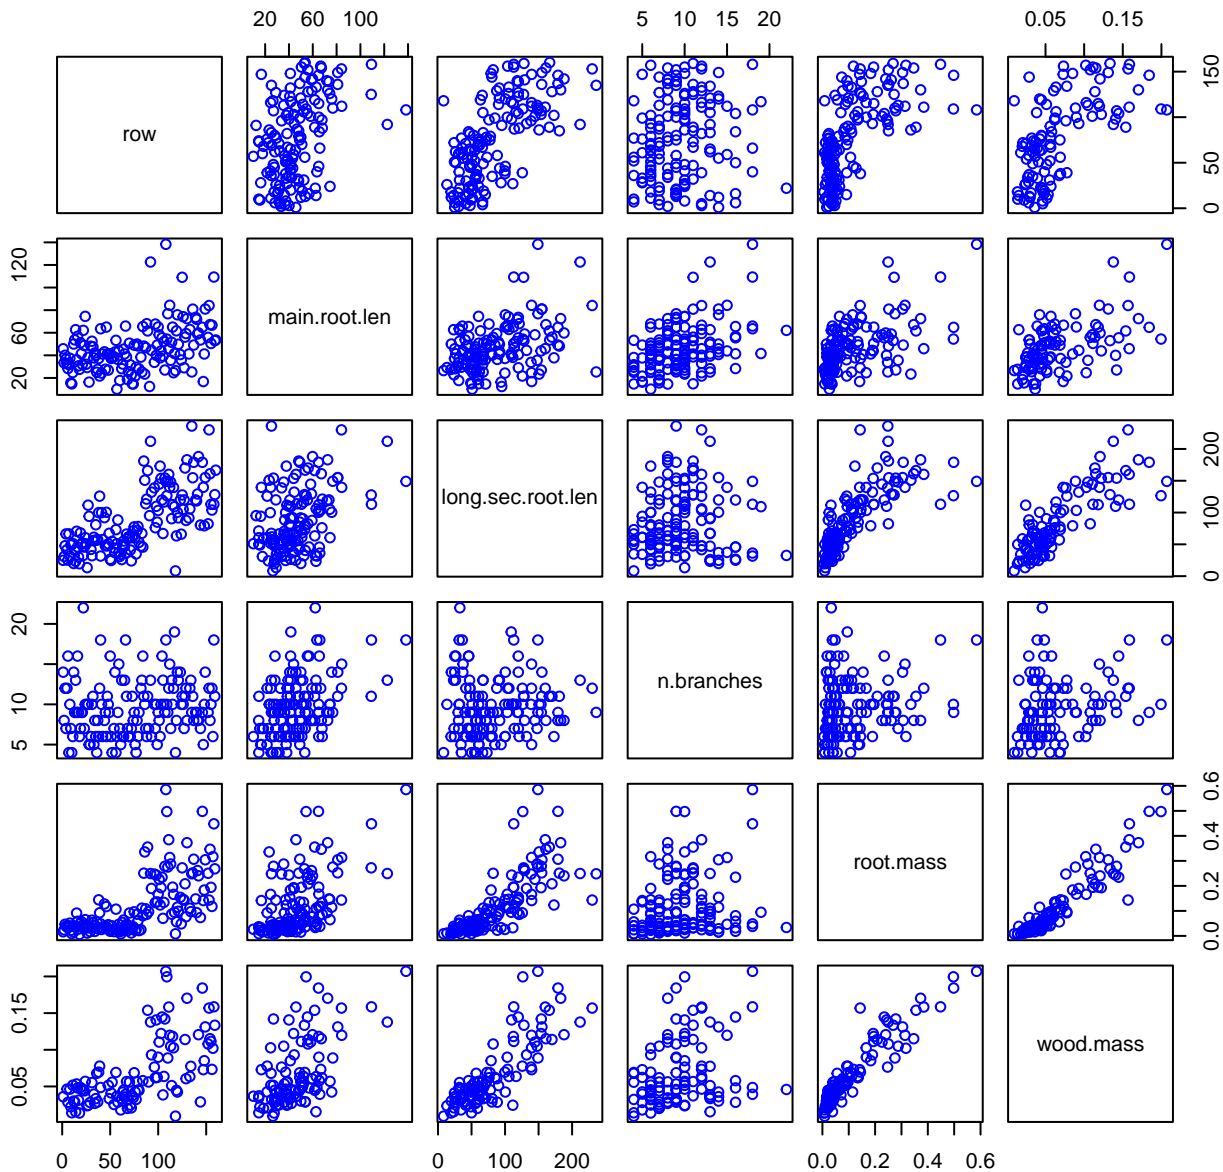 20 60 100 5 10 15 20 0.05 0.15
row 0 50 150
20 60 120 main.root.len
long.sec.root.len 0 100 200
5 10 20 n.branches
root.mass 0.0 0.2 0.4 0.6
0.05 0.15 wood.mass
0 100 0 100 200 0.0 0.2 0.4 0.6